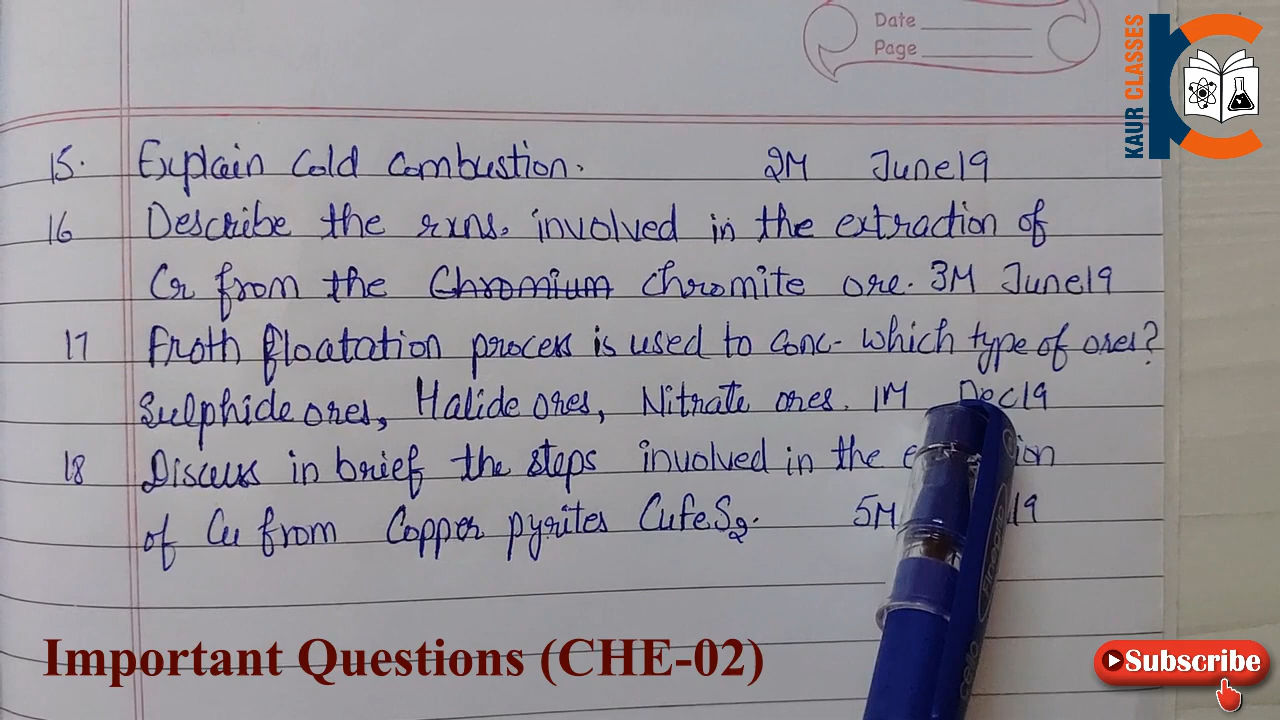 Date
Page
KAUR CLASSES
15. Explain Cold Combustion. 2M June19
16 Describe the rxns. involved in the extraction of
Cr from the Chromium chromite ore. 3M June19
17 Froth floatation process is used to conc- which type of ores?
Sulphide ores, Halide ores, Nitrate ores. 1M Dec19
18 Discuss in brief the steps involved in the
of Cu from Copper pyrites CuFeS2. 5M 19
Important Questions (CHE-02)
Subscribe
cello